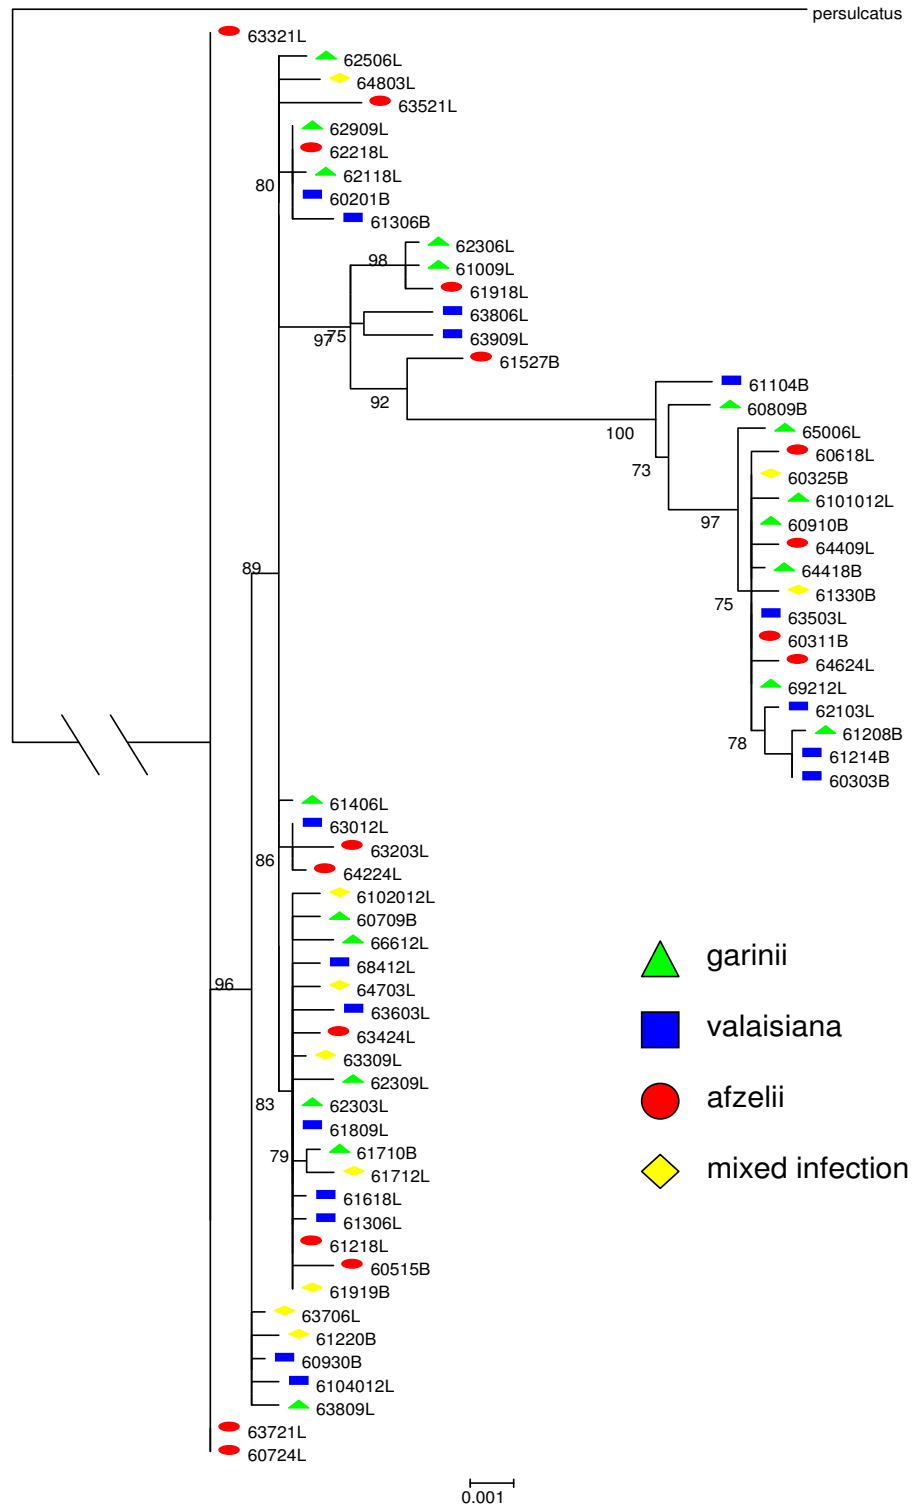 persulcatus
63321L
62506L
64803L
63521L
62909L
62218L
62118L
80
60201B
61306B
62306L
98
61009L
61918L
63806L
97
75
63909L
61527B
61104B
92
60809B
65006L
100
60618L
73
60325B
6101012L
97
60910B
64409L
89
64418B
61330B
75
63503L
60311B
64624L
69212L
62103L
61208B
78
61214B
60303B
61406L
63012L
63203L
86
64224L
6102012L
60709B
66612L
garinii
68412L
96
64703L
63603L
valaisiana
63424L
63309L
62309L
afzelii
83
62303L
61809L
61710B
79
61712L
mixed infection
61618L
61306L
61218L
60515B
61919B
63706L
61220B
60930B
6104012L
63809L
63721L
60724L
0.001